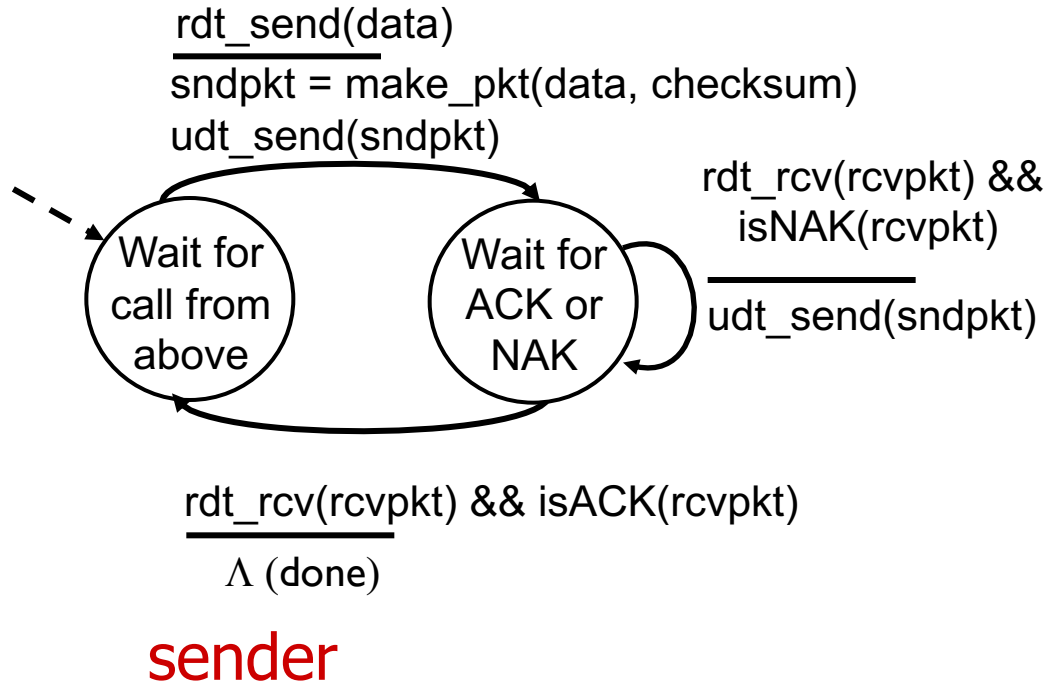 rdt_send(data)
sndpkt = make_pkt(data, checksum)
udt_send(sndpkt)
rdt_rcv(rcvpkt) &&
isNAK(rcvpkt)
udt_send(sndpkt)
Wait for
call from
above
Wait for
ACK or
NAK
rdt_rcv(rcvpkt) && isACK(rcvpkt)
Λ (done)
sender